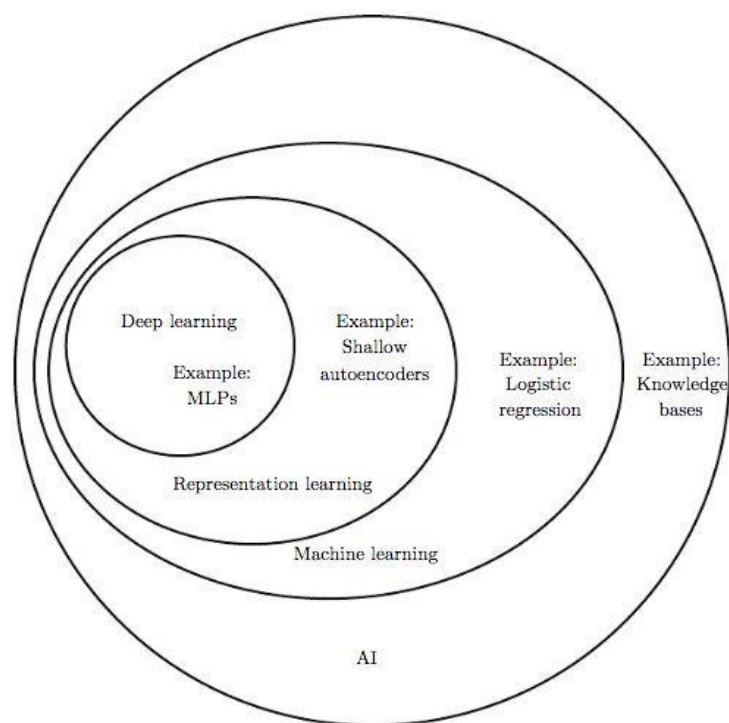 Deep learning
Example:
MLPs
Example:
Shallow
autoencoders
Example:
Logistic
regression
Example:
Knowledge
bases
Representation learning
Machine learning
AI